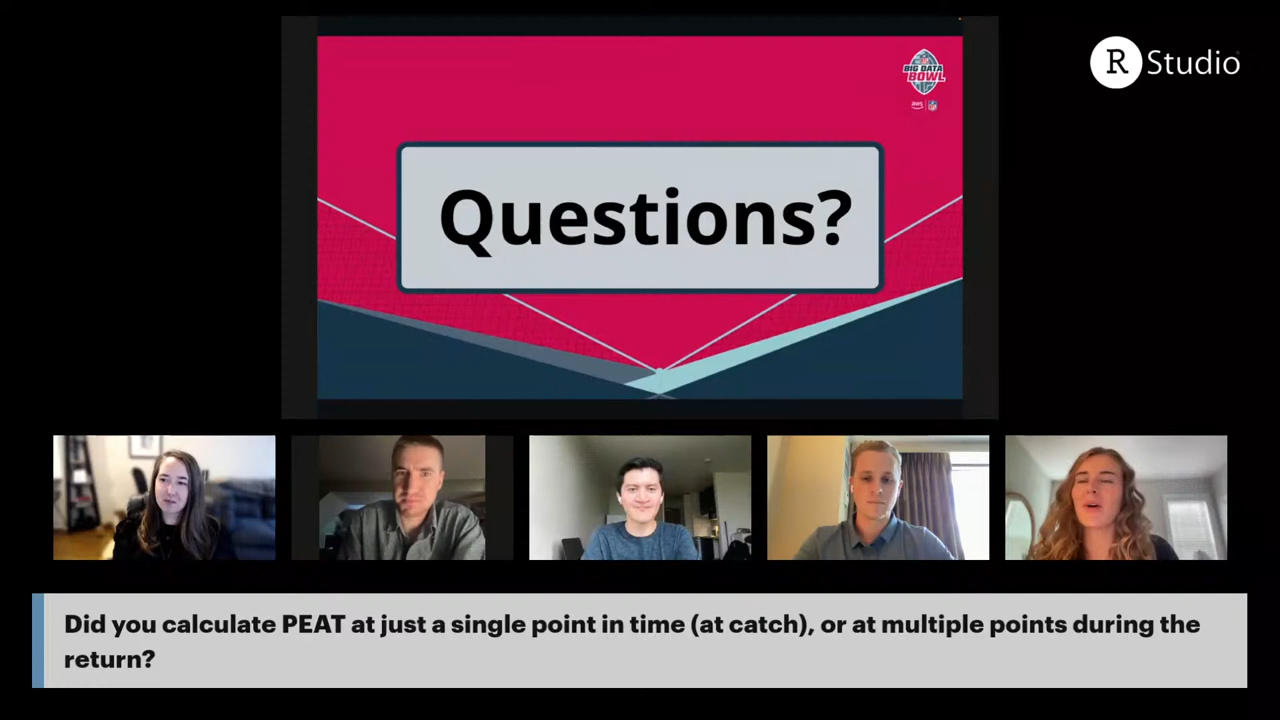 BIG DATA
BOWL
aws
R Studio
Questions?
Did you calculate PEAT at just a single point in time (at catch), or at multiple points during the
return?